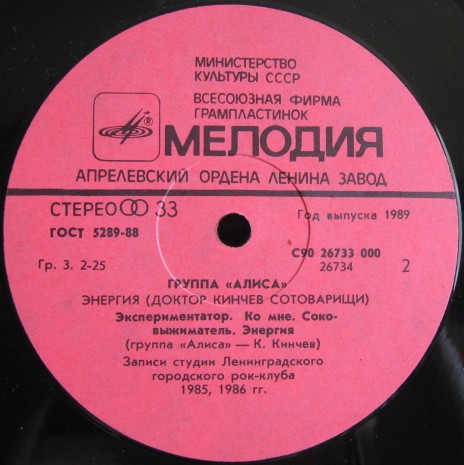 МИНИСТЕРСТВО
КУЛЬТУРЫ СССР
ВСЕСОЮЗНАЯ ФИРМА
ГРАМПЛАСТИНОК
® МЕЛОДИЯ
АПРЕЛЕВСКИЙ ОРДЕНА ЛЕНИНА ЗАВОД
СТЕРЕО 33
Год выпуска 1989
ГОСТ 5289-88
С90 26733 000
Гр. 3. 2-25
26734
2
ГРУППА «АЛИСА»
ЭНЕРГИЯ (ДОКТОР КИНЧЕВ СОТОВАРИЩИ)
Экспериментатор. Ко мне. Соко-
выжиматель. Энергия
(группа «Алиса» — К. Кинчев)
Записи студии Ленинградского
городского рок-клуба
1985, 1986 гг.